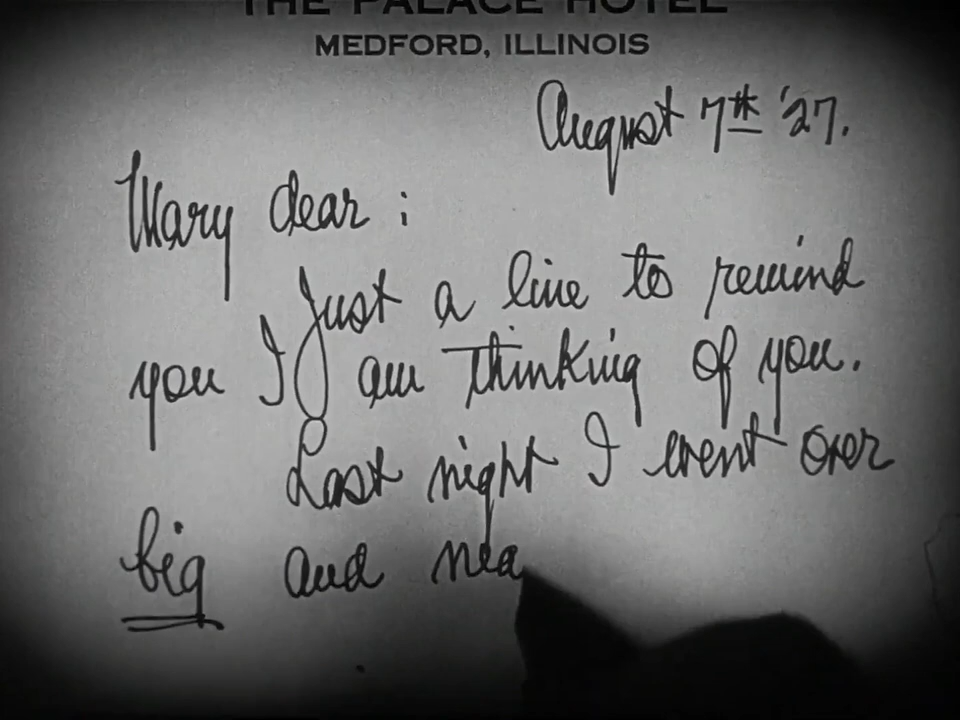 THE PALACE HOTEL
MEDFORD, ILLINOIS
August 7th '27.
Mary dear:
Just a line to remind
you I am thinking of you.
Last night I went over
big and nea